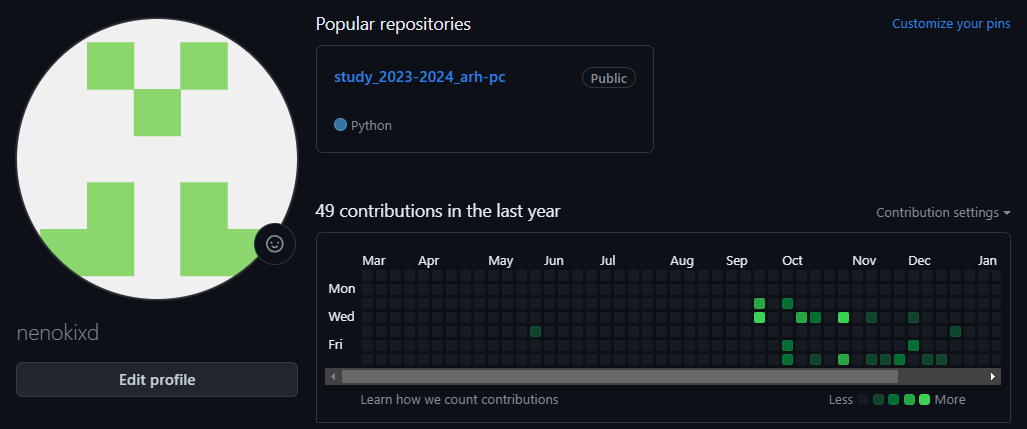 Popular repositories
Customize your pins
study_2023-2024_arh-pc
Public
Python
nenokixd
Edit profile
49 contributions in the last year
Contribution settings
Mar Apr May Jun Jul Aug Sep Oct Nov Dec Jan
Mon
Wed
Fri
Learn how we count contributions
Less More